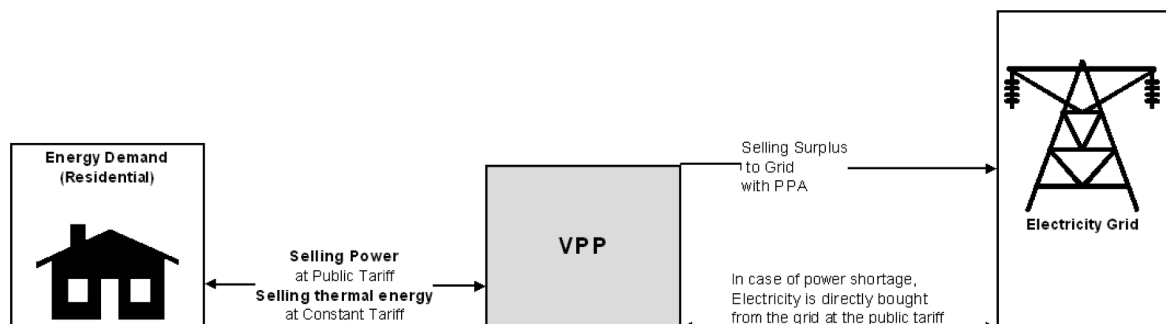 Energy Demand
(Residential)
Selling Power
at Public Tariff
Selling thermal energy
at Constant Tariff
VPP
Selling Surplus
to Grid
with PPA
In case of power shortage,
Electricity is directly bought
from the grid at the public tariff
Electricity Grid